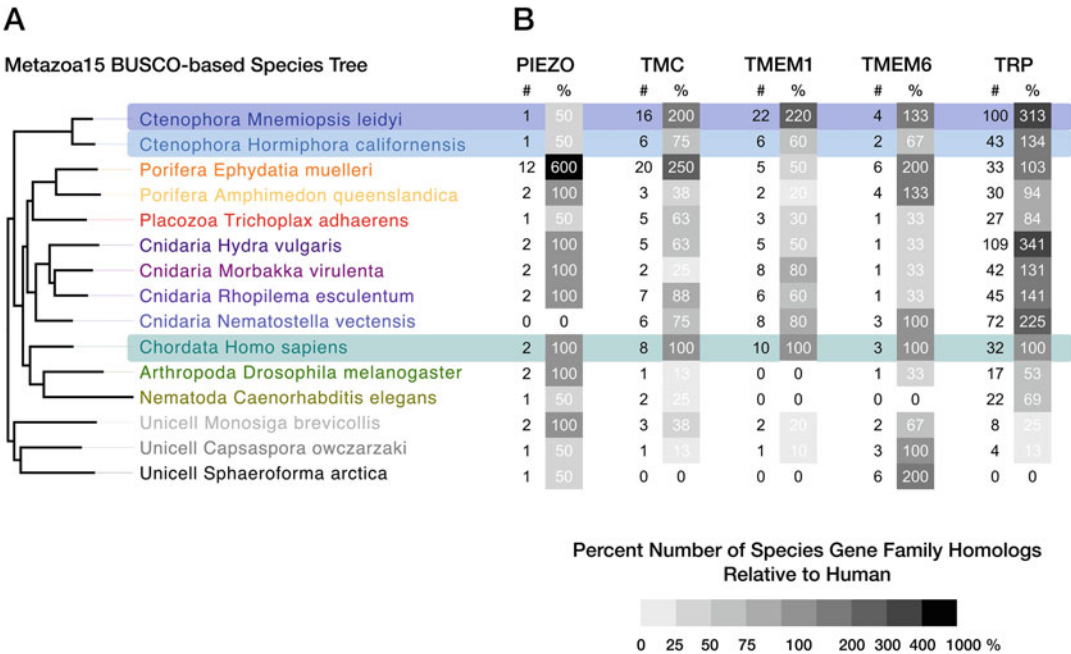 A
B
Metazoa15 BUSCO-based Species Tree
PIEZO TMC TMEM1 TMEM6 TRP
# % # % # % # % # %
Ctenophora Mnemiopsis leidyi 1 50 16 200 22 220 4 133 100 313
Ctenophora Hormiphora californensis 1 50 6 75 6 60 2 67 43 134
Porifera Ephydatia muelleri 12 600 20 250 5 50 6 200 33 103
Porifera Amphimedon queenslandica 2 100 3 38 2 20 4 133 30 94
Placozoa Trichoplax adhaerens 1 50 5 63 3 30 1 33 27 84
Cnidaria Hydra vulgaris 2 100 5 63 5 50 1 33 109 341
Cnidaria Morbakka virulenta 2 100 2 25 8 80 1 33 42 131
Cnidaria Rhopilema esculentum 2 100 7 88 6 60 1 33 45 141
Cnidaria Nematostella vectensis 0 0 6 75 8 80 3 100 72 225
Chordata Homo sapiens 2 100 8 100 10 100 3 100 32 100
Arthropoda Drosophila melanogaster 2 100 1 13 0 0 1 33 17 53
Nematoda Caenorhabditis elegans 1 50 2 25 0 0 0 0 22 69
Unicell Monosiga brevicollis 2 100 3 38 2 20 2 67 8 25
Unicell Capsaspora owczarzaki 1 50 1 13 1 10 3 100 4 13
Unicell Sphaeroforma arctica 1 50 0 0 0 0 6 200 0 0
Percent Number of Species Gene Family Homologs
Relative to Human
0 25 50 75 100 200 300 400 1000 %